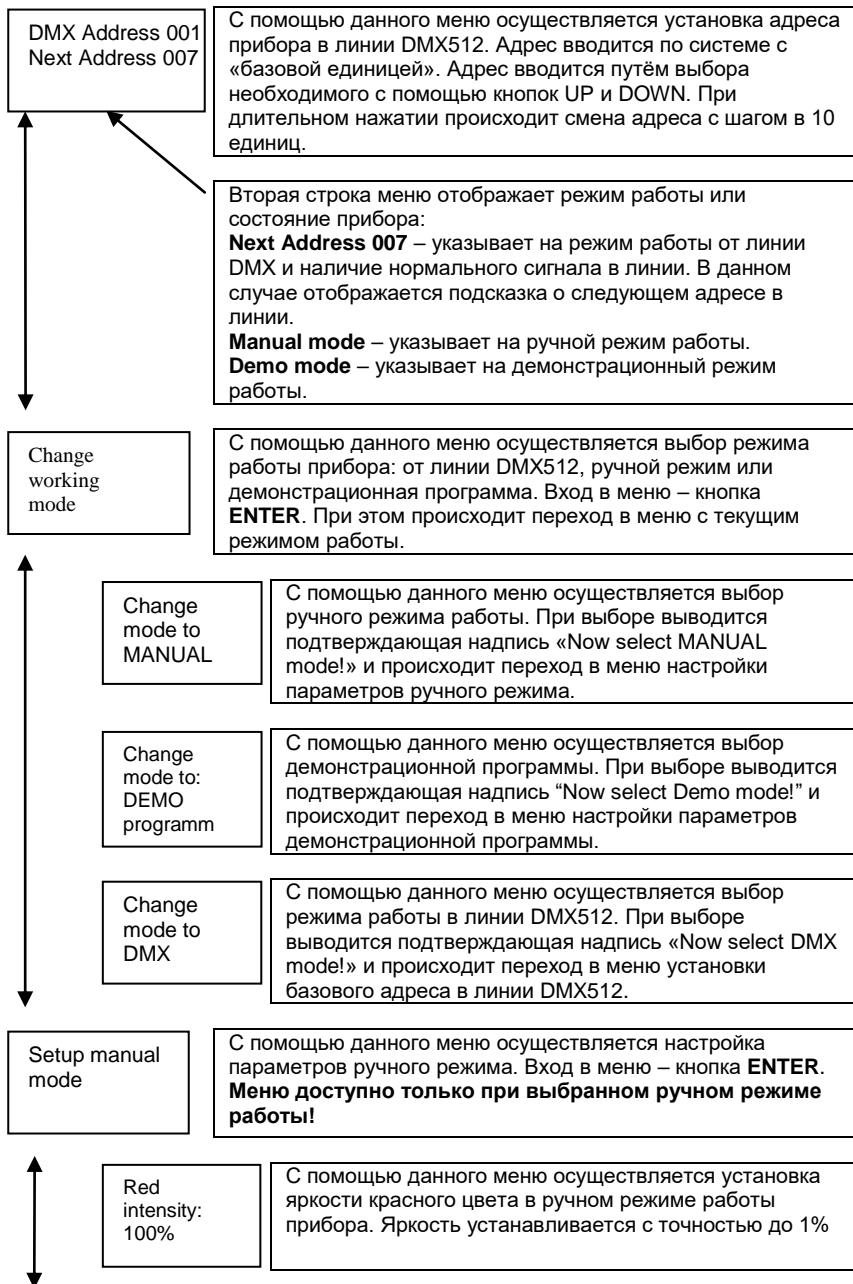 DMX Address 001
Next Address 007
С помощью данного меню осуществляется установка адреса
прибора в линии DMX512. Адрес вводится по системе с
«базовой единицей». Адрес вводится путём выбора
необходимого с помощью кнопок UP и DOWN. При
длительном нажатии происходит смена адреса с шагом в 10
единиц.
Вторая строка меню отображает режим работы или
состояние прибора:
Next Address 007 – указывает на режим работы от линии
DMX и наличие нормального сигнала в линии. В данном
случае отображается подсказка о следующем адресе в
линии.
Manual mode – указывает на ручной режим работы.
Demo mode – указывает на демонстрационный режим
работы.
Change
working
mode
С помощью данного меню осуществляется выбор режима
работы прибора: от линии DMX512, ручной режим или
демонстрационная программа. Вход в меню – кнопка
ENTER. При этом происходит переход в меню с текущим
режимом работы.
Change
mode to
MANUAL
С помощью данного меню осуществляется выбор
ручного режима работы. При выборе выводится
подтверждающая надпись «Now select MANUAL
mode!» и происходит переход в меню настройки
параметров ручного режима.
Change
mode to:
DEMO
programm
С помощью данного меню осуществляется выбор
демонстрационной программы. При выборе выводится
подтверждающая надпись “Now select Demo mode!” и
происходит переход в меню настройки параметров
демонстрационной программы.
Change
mode to
DMX
С помощью данного меню осуществляется выбор
режима работы в линии DMX512. При выборе
выводится подтверждающая надпись «Now select DMX
mode!» и происходит переход в меню установки
базового адреса в линии DMX512.
Setup manual
mode
С помощью данного меню осуществляется настройка
параметров ручного режима. Вход в меню – кнопка ENTER.
Меню доступно только при выбранном ручном режиме
работы!
Red
intensity:
100%
С помощью данного меню осуществляется установка
яркости красного цвета в ручном режиме работы
прибора. Яркость устанавливается с точностью до 1%